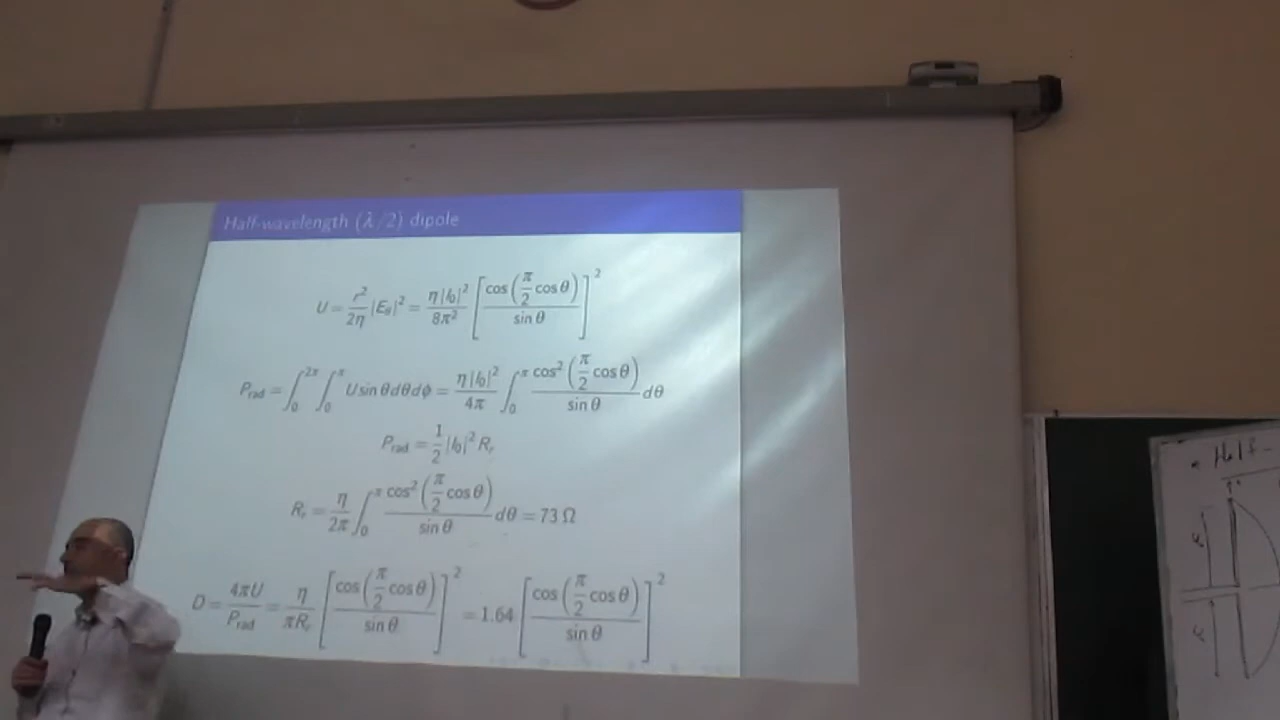 Half-wavelength (λ/2) dipole
U = r²/2η |E_θ|² = η|I₀|²/8π² [cos(π/2 cos θ)/sin θ]²
P_rad = ∫₀^2π ∫₀^π U sin θ dθ dϕ = η|I₀|²/4π ∫₀^π cos²(π/2 cos θ)/sin θ dθ
P_rad = 1/2 |I₀|² R_r
R_r = η/2π ∫₀^π cos²(π/2 cos θ)/sin θ dθ = 73 Ω
D = 4πU/P_rad = η/πR_r [cos(π/2 cos θ)/sin θ]² = 1.64 [cos(π/2 cos θ)/sin θ]²
Half-